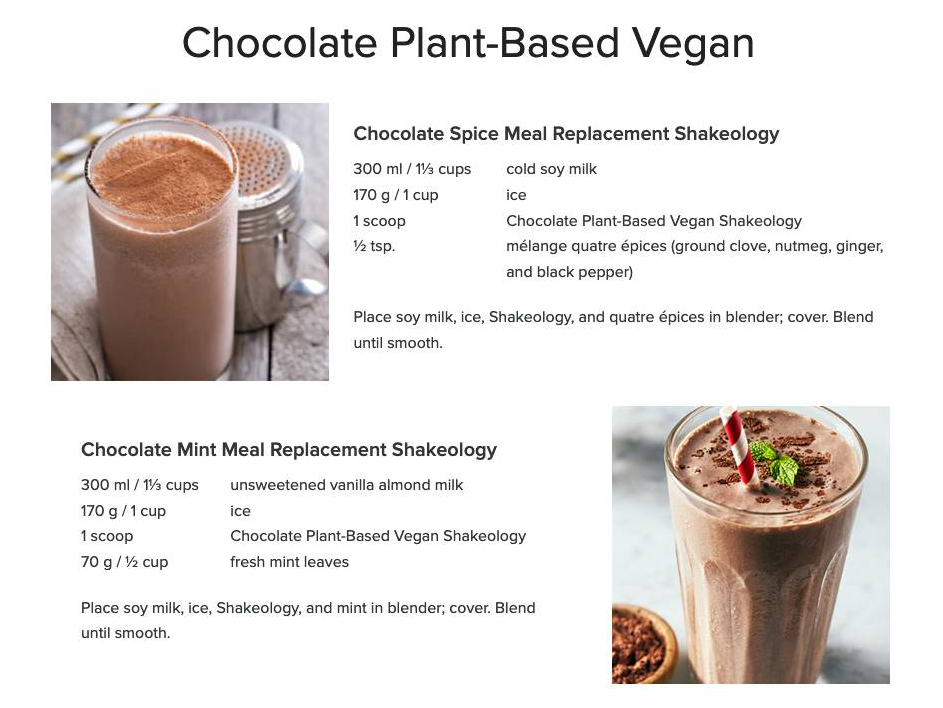 Chocolate Plant-Based Vegan
Chocolate Spice Meal Replacement Shakeology
300 ml / 1⅓ cups cold soy milk
170 g / 1 cup ice
1 scoop Chocolate Plant-Based Vegan Shakeology
½ tsp. mélange quatre épices (ground clove, nutmeg, ginger,
and black pepper)
Place soy milk, ice, Shakeology, and quatre épices in blender; cover. Blend
until smooth.
Chocolate Mint Meal Replacement Shakeology
300 ml / 1⅓ cups unsweetened vanilla almond milk
170 g / 1 cup ice
1 scoop Chocolate Plant-Based Vegan Shakeology
70 g / ½ cup fresh mint leaves
Place soy milk, ice, Shakeology, and mint in blender; cover. Blend
until smooth.